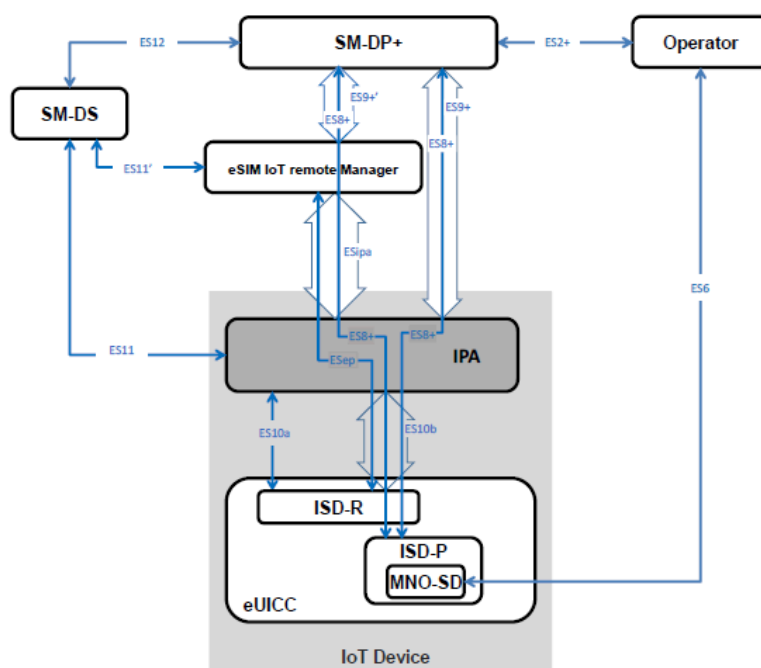 ES12
SM-DP+
ES2+
Operator
SM-DS
ES9+'
ES8+
ES9+
ES8+
ES11'
eSIM IoT remote Manager
ESipa
ES6
ES11
ES8+
ES8+
ESep
IPA
ES10a
ES10b
ISD-R
ISD-P
MNO-SD
eUICC
IoT Device